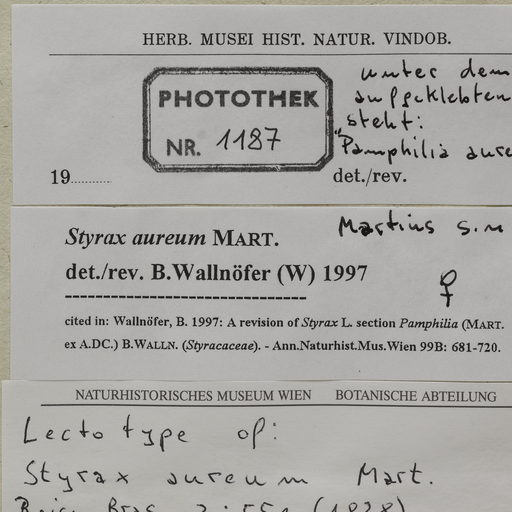 HERB. MUSEI HIST. NATUR. VINDOB.
unter dem
PHOTOTHEK
aufgeklebten
steht:
NR. 1187
"Pamphilia aure
19............
det./rev.
Martius s.n
Styrax aureum MART.
det./rev. B.Wallnöfer (W) 1997
♀
-------------------------------
cited in: Wallnöfer, B. 1997: A revision of Styrax L. section Pamphilia (MART.
ex A.DC.) B.WALLN. (Styracaceae). - Ann.Naturhist.Mus.Wien 99B: 681-720.
NATURHISTORISCHES MUSEUM WIEN BOTANISCHE ABTEILUNG
Lectotype of:
Styrax aureum Mart.
(1838)